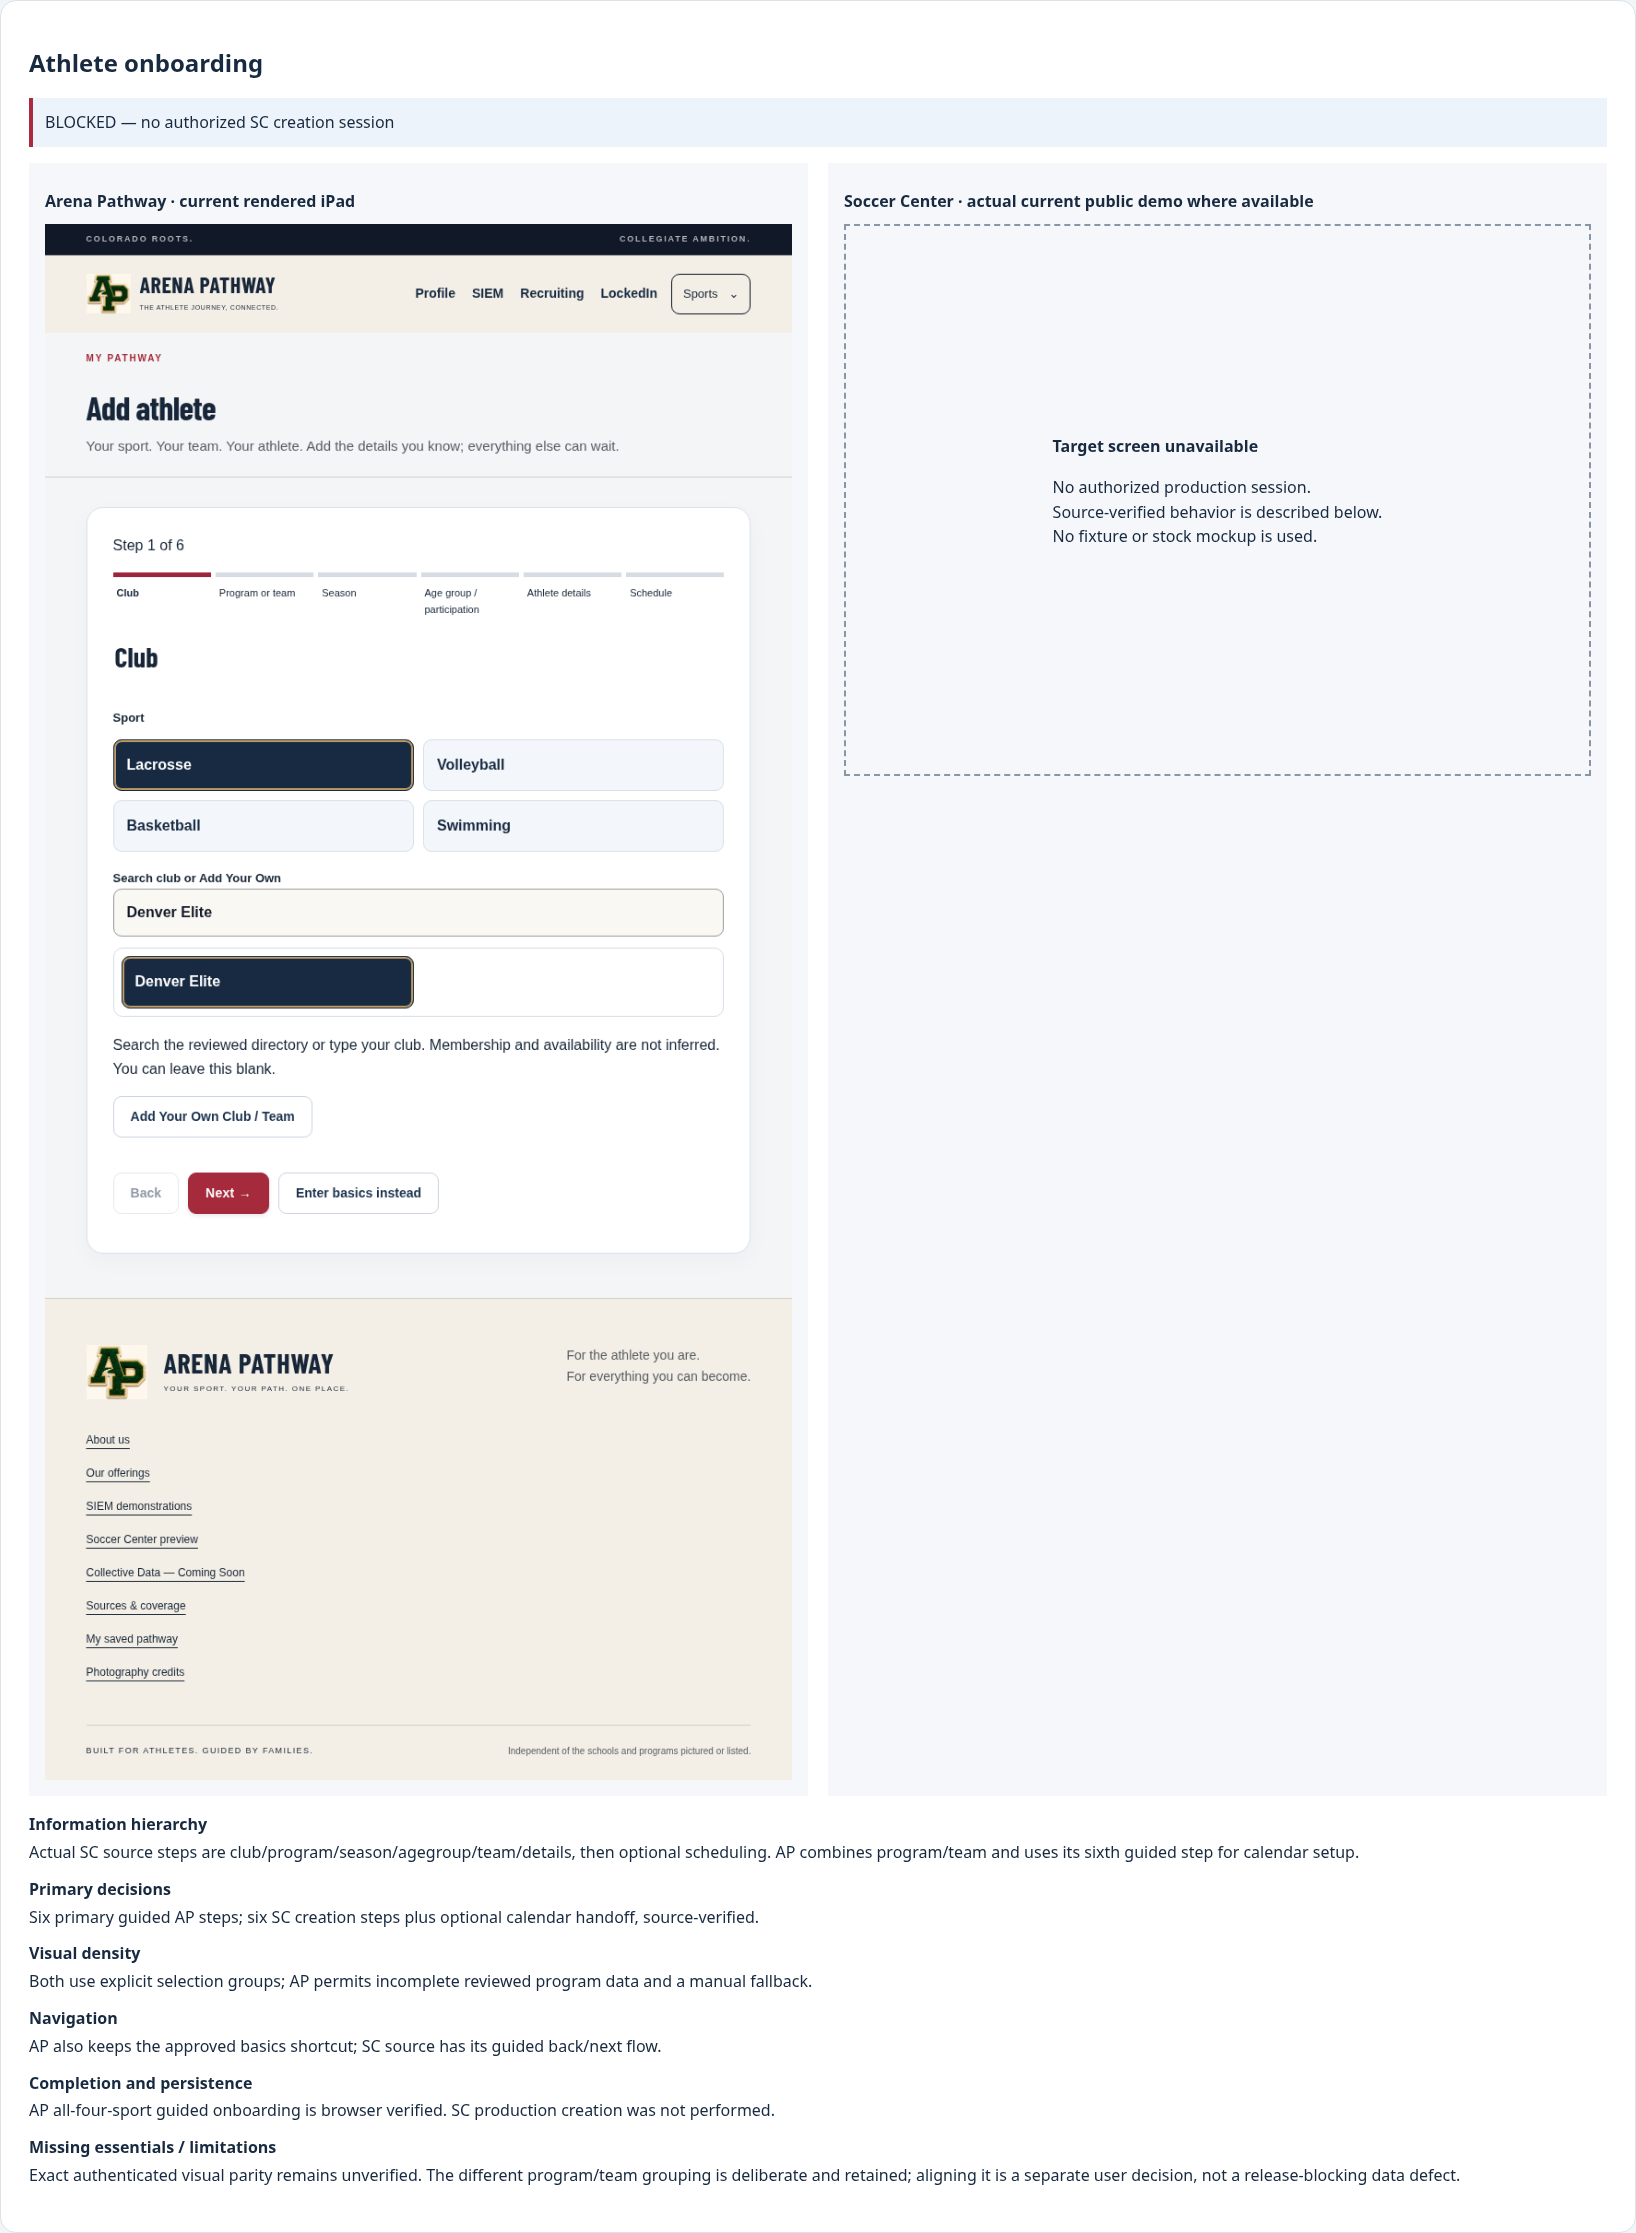 Athlete onboarding
BLOCKED — no authorized SC creation session
Arena Pathway · current rendered iPad
COLORADO ROOTS.
COLLEGIATE AMBITION.
AP
ARENA PATHWAY
THE ATHLETE JOURNEY, CONNECTED.
Profile
SIEM
Recruiting
LockedIn
Sports
MY PATHWAY
Add athlete
Your sport. Your team. Your athlete. Add the details you know; everything else can wait.
Step 1 of 6
Club
Program or team
Season
Age group /
participation
Athlete details
Schedule
Club
Sport
Lacrosse
Volleyball
Basketball
Swimming
Search club or Add Your Own
Denver Elite
Denver Elite
Search the reviewed directory or type your club. Membership and availability are not inferred.
You can leave this blank.
Add Your Own Club / Team
Back
Next →
Enter basics instead
AP
ARENA PATHWAY
YOUR SPORT. YOUR PATH. ONE PLACE.
For the athlete you are.
For everything you can become.
About us
Our offerings
SIEM demonstrations
Soccer Center preview
Collective Data — Coming Soon
Sources & coverage
My saved pathway
Photography credits
BUILT FOR ATHLETES. GUIDED BY FAMILIES.
Independent of the schools and programs pictured or listed.
Soccer Center · actual current public demo where available
Target screen unavailable
No authorized production session.
Source-verified behavior is described below.
No fixture or stock mockup is used.
Information hierarchy
Actual SC source steps are club/program/season/agegroup/team/details, then optional scheduling. AP combines program/team and uses its sixth guided step for calendar setup.
Primary decisions
Six primary guided AP steps; six SC creation steps plus optional calendar handoff, source-verified.
Visual density
Both use explicit selection groups; AP permits incomplete reviewed program data and a manual fallback.
Navigation
AP also keeps the approved basics shortcut; SC source has its guided back/next flow.
Completion and persistence
AP all-four-sport guided onboarding is browser verified. SC production creation was not performed.
Missing essentials / limitations
Exact authenticated visual parity remains unverified. The different program/team grouping is deliberate and retained; aligning it is a separate user decision, not a release-blocking data defect.